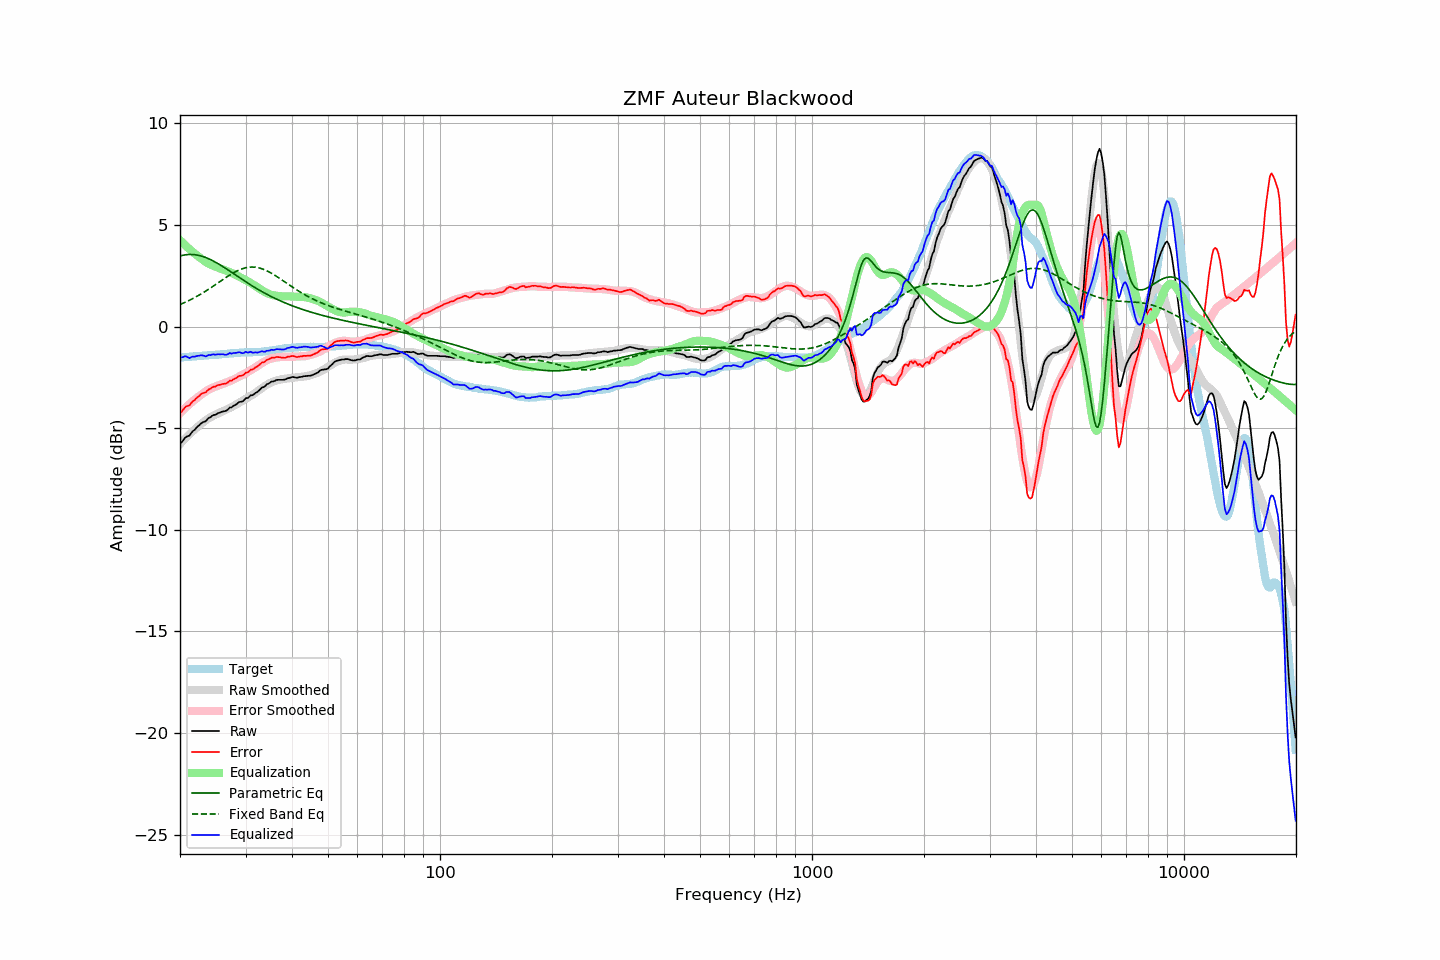 ZMF Auteur Blackwood
10
5
0
−5
−10
−15
−20
−25
Amplitude (dBr)
Target
Raw Smoothed
Error Smoothed
Raw
Error
Equalization
Parametric Eq
Fixed Band Eq
Equalized
100
1000
10000
Frequency (Hz)